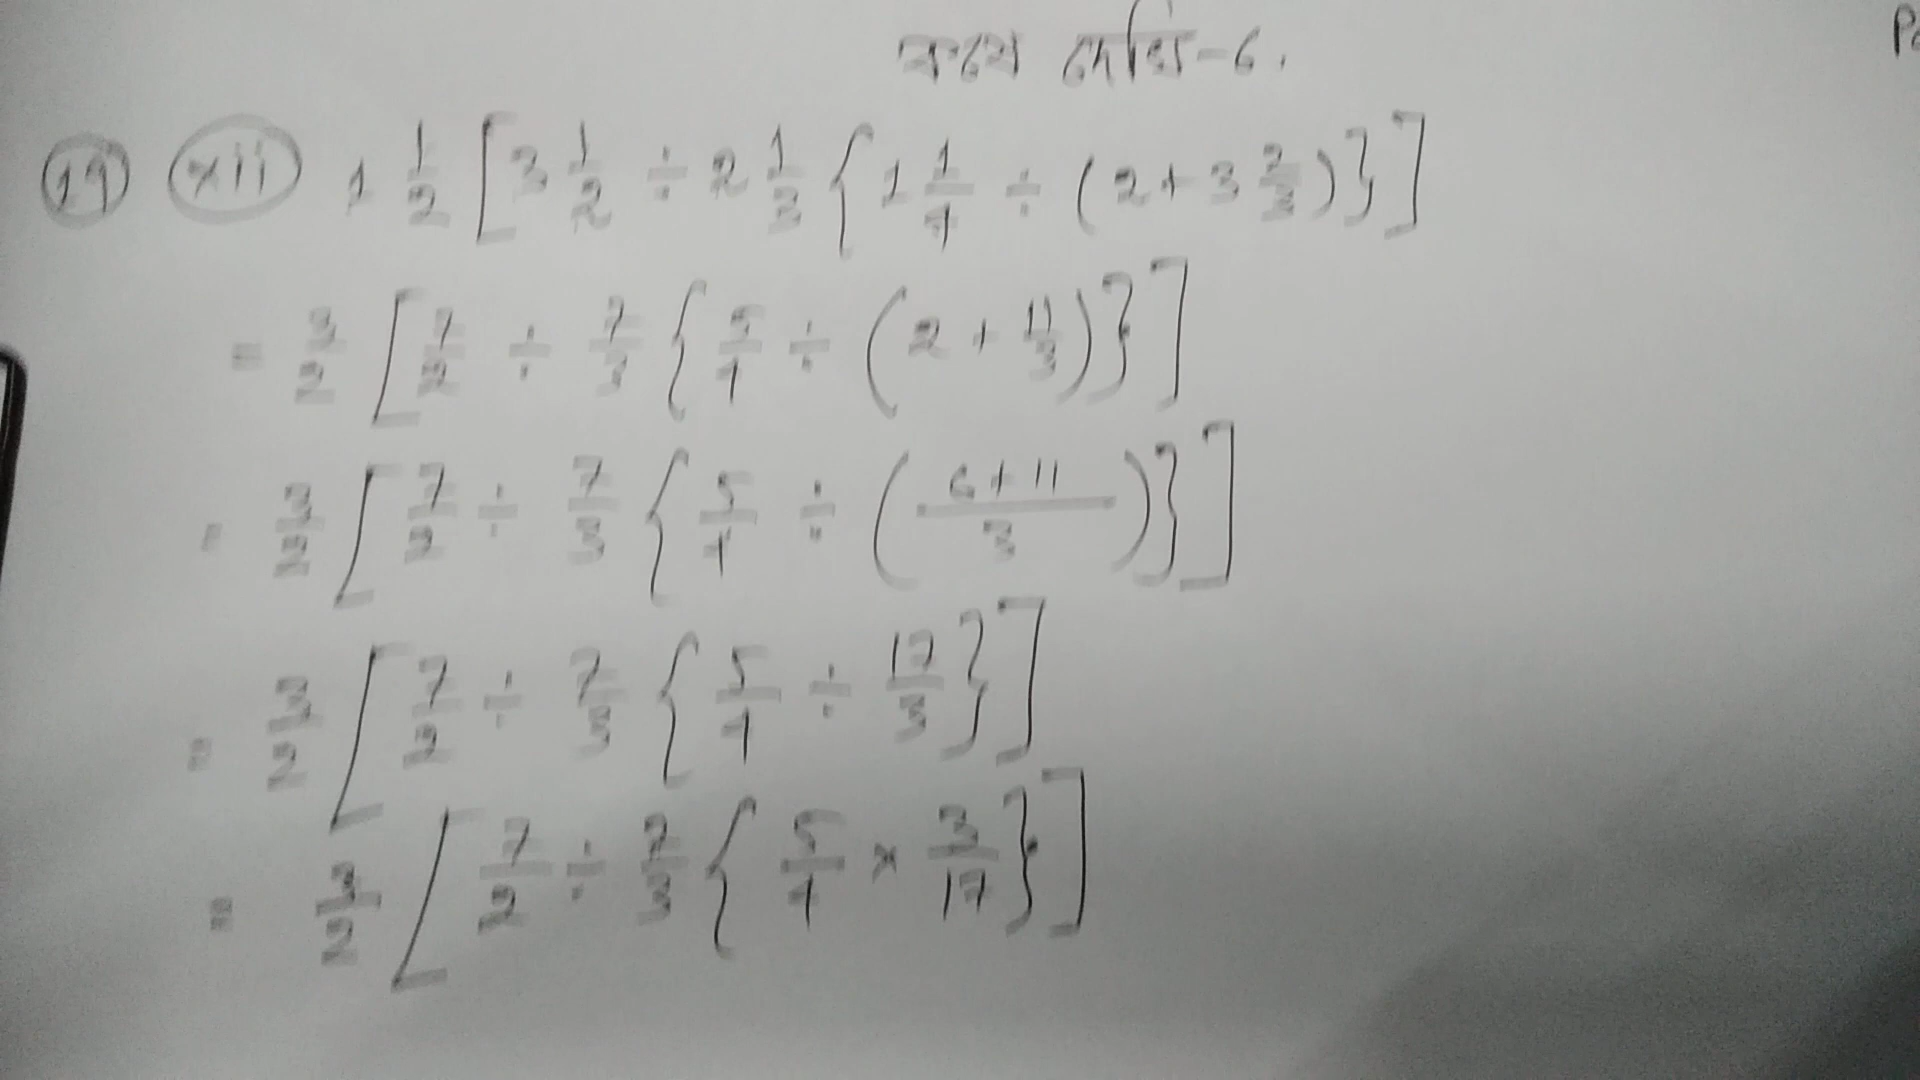 কষে দেখি-6.
19 xii 1 1/2 [3 1/2 ÷ 2 1/3 {1 1/4 ÷ (2+3 2/3)}]
= 3/2 [7/2 ÷ 7/3 {5/4 ÷ (2 + 11/3)}]
= 3/2 [7/2 ÷ 7/3 {5/4 ÷ (6+11/3)}]
= 3/2 [7/2 ÷ 7/3 {5/4 ÷ 17/3}]
= 3/2 [7/2 ÷ 7/3 {5/4 × 3/17}]